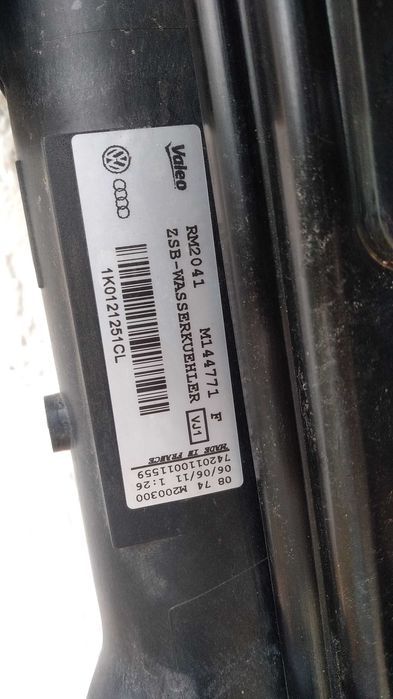 Valeo
RM2041 M144771 F
ZSB-WASSERKUEHLER VJ1
1K0121251CL
08 74 M200300
06/06/11 1:26
7420110011559
MADE IN FRANCE